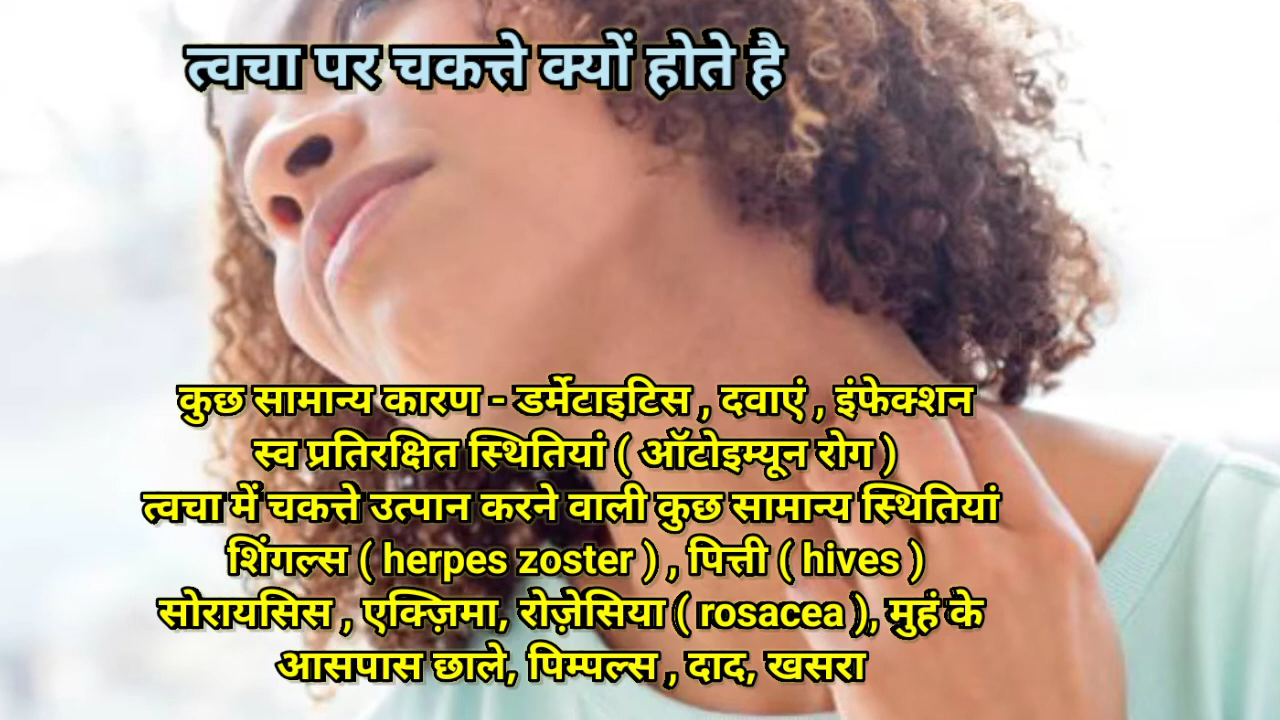 त्वचा पर चकत्ते क्यों होते है
कुछ सामान्य कारण - डर्मेटाइटिस , दवाएं , इंफेक्शन
स्व प्रतिरक्षित स्थितियां ( ऑटोइम्यून रोग )
त्वचा में चकत्ते उत्पान करने वाली कुछ सामान्य स्थितियां
शिंगल्स ( herpes zoster ) , पित्ती ( hives )
सोरायसिस , एक्ज़िमा, रोज़ेसिया ( rosacea ), मुहं के
आसपास छाले, पिम्पल्स , दाद, खसरा